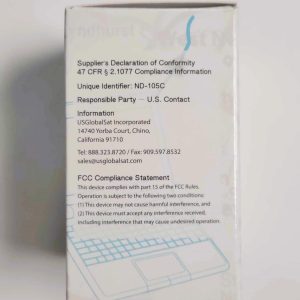 Supplier's Declaration of Conformity
47 CFR § 2.1077 Compliance Information
Unique Identifier: ND-105C
Responsible Party – U.S. Contact
Information
USGlobalSat Incorporated
14740 Yorba Court, Chino,
California 91710
Tel: 888.323.8720 / Fax: 909.597.8532
sales@usglobalsat.com
FCC Compliance Statement
This device complies with part 15 of the FCC Rules.
Operation is subject to the following two conditions:
(1) This device may not cause harmful interference, and
(2) This device must accept any interference received,
including interference that may cause undesired operation.